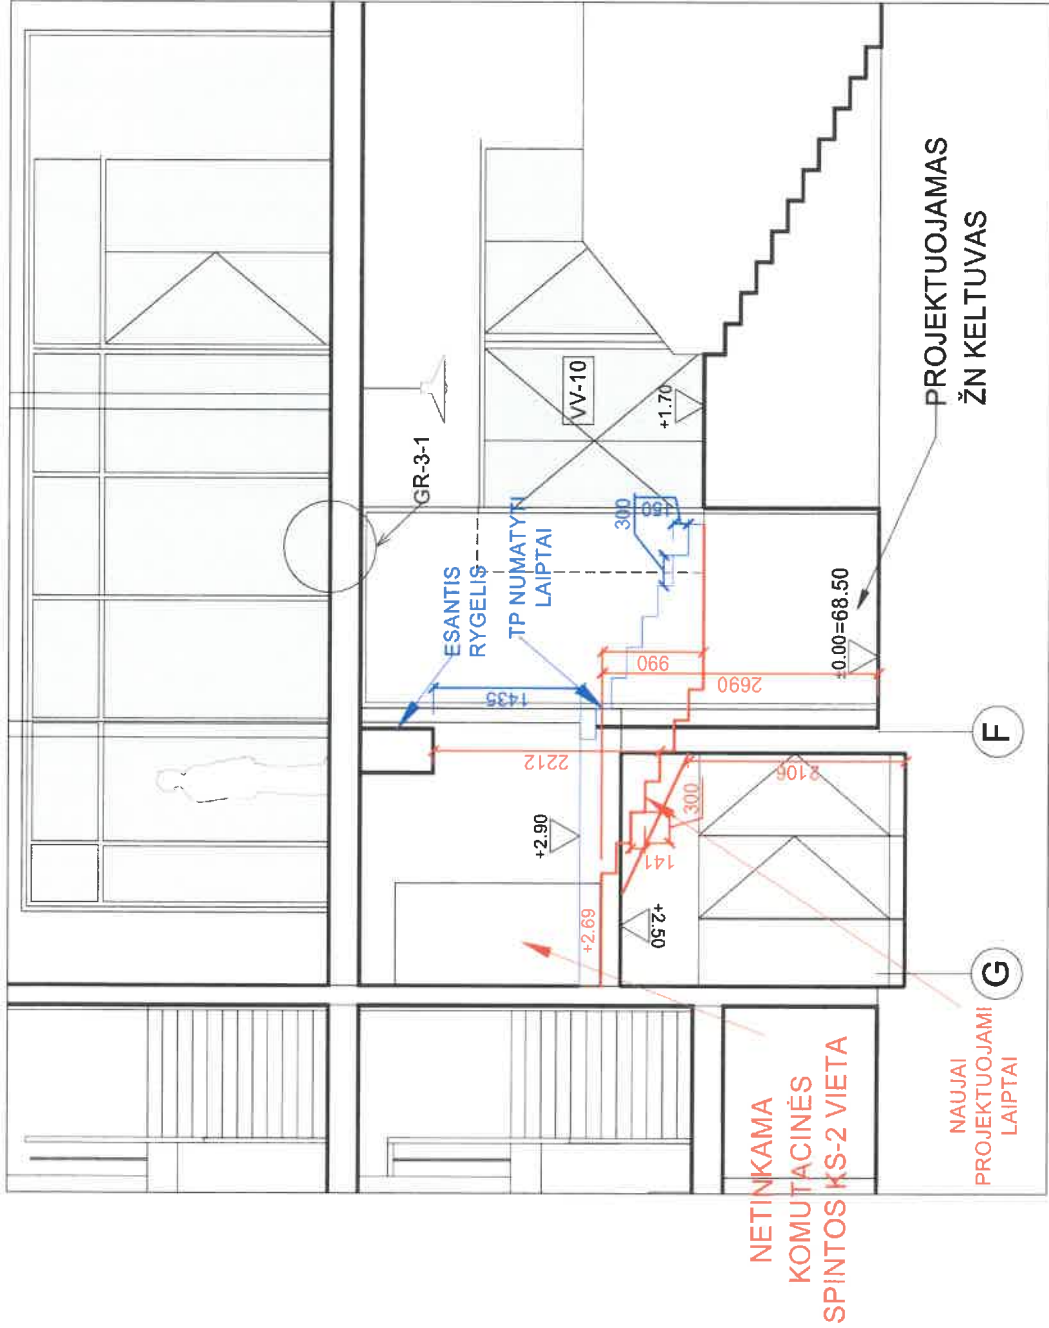 GR-3-1
ESANTIS
RYGELIS
TP NUMATYTI
LAIPTAI
VV-10
+1.70
300
150
1435
990
2690
2212
+2.90
+2.69
+2.50
141
300
2106
±0.00=68.50
PROJEKTUOJAMAS
ŽN KELTUVAS
F
G
NETINKAMA
KOMUTACINĖS
SPINTOS KS-2 VIETA
NAUJAI
PROJEKTUOJAMI
LAIPTAI